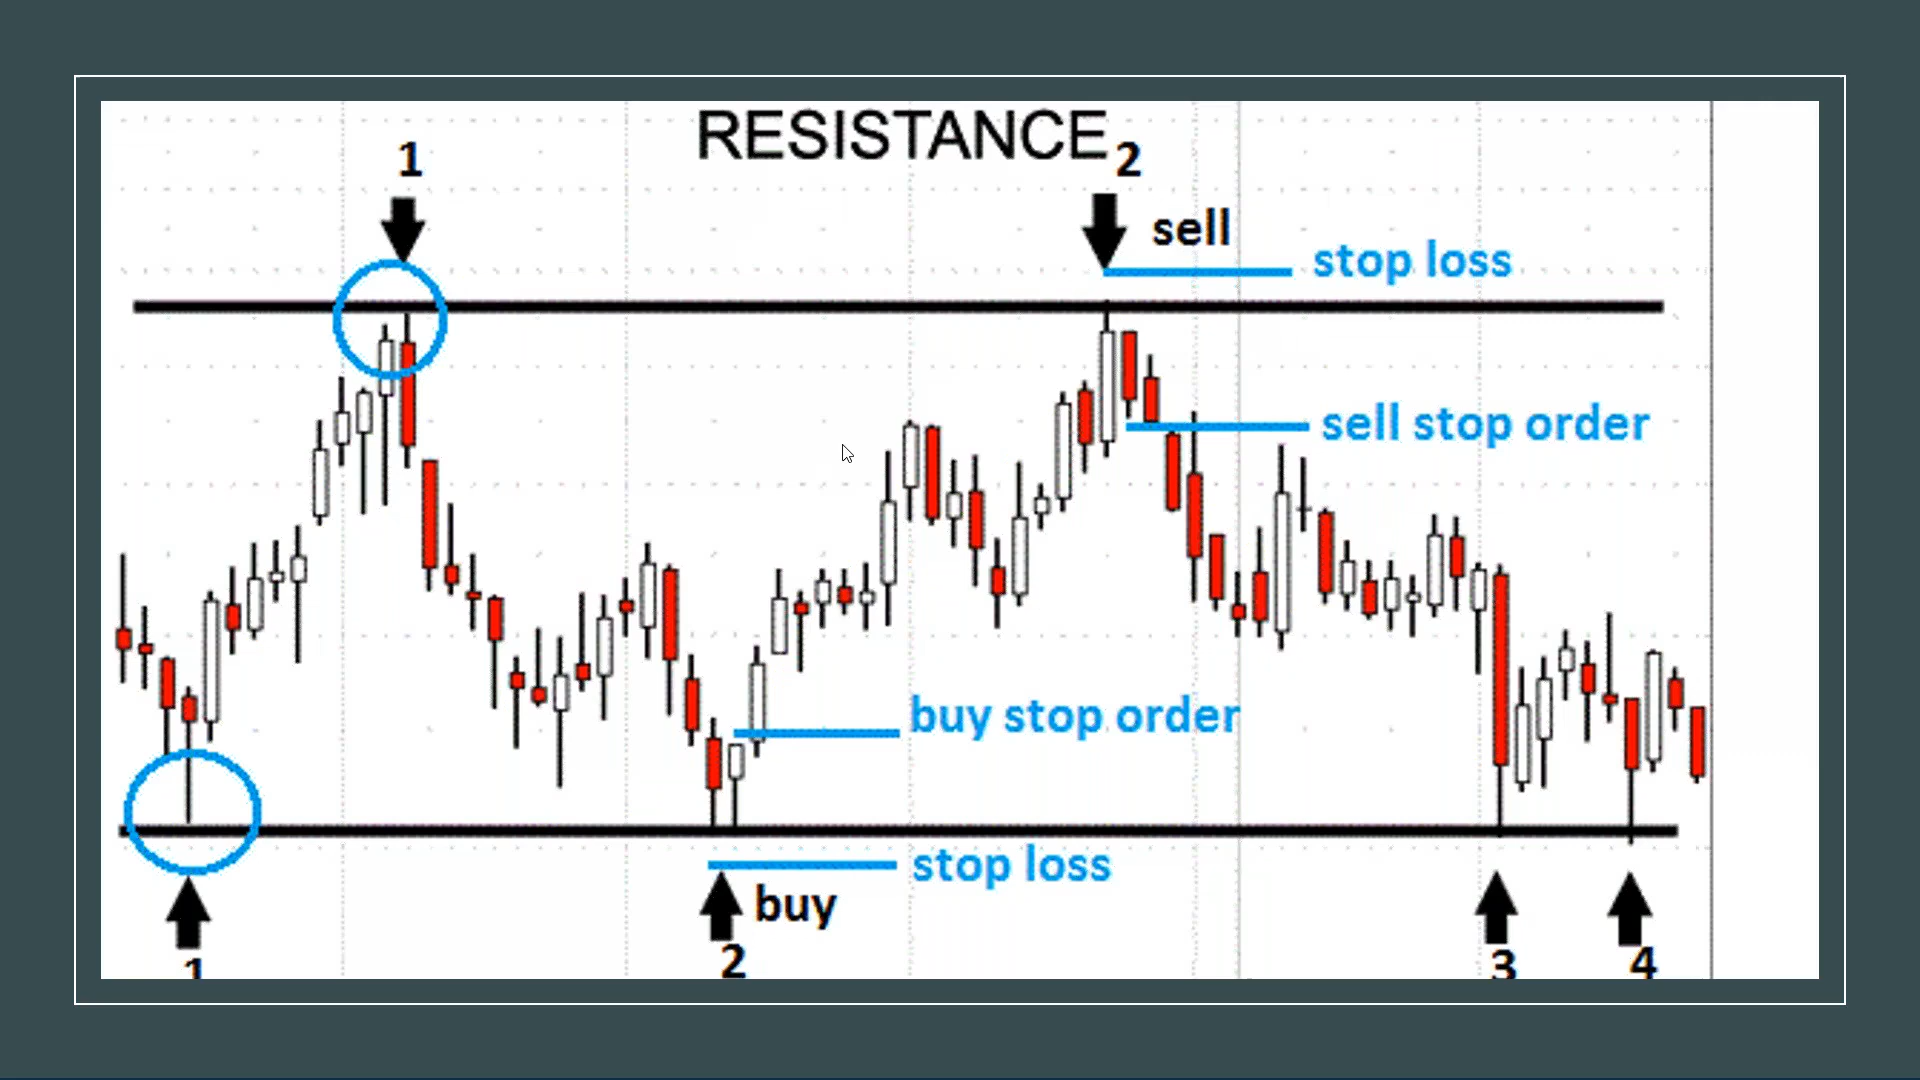 RESISTANCE
1
2
sell
stop loss
sell stop order
buy stop order
stop loss
buy
1
2
3
4